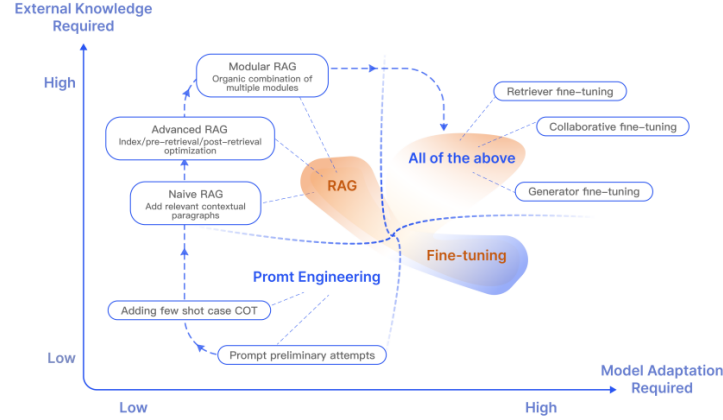 External Knowledge
Required
High
Modular RAG
Organic combination of
multiple modules
Retriever fine-tuning
Advanced RAG
Index/pre-retrieval/post-retrieval
optimization
Collaborative fine-tuning
All of the above
RAG
Naive RAG
Add relevant contextual
paragraphs
Generator fine-tuning
Fine-tuning
Promt Engineering
Adding few shot case COT
Low
Prompt preliminary attempts
Model Adaptation
Required
Low
High